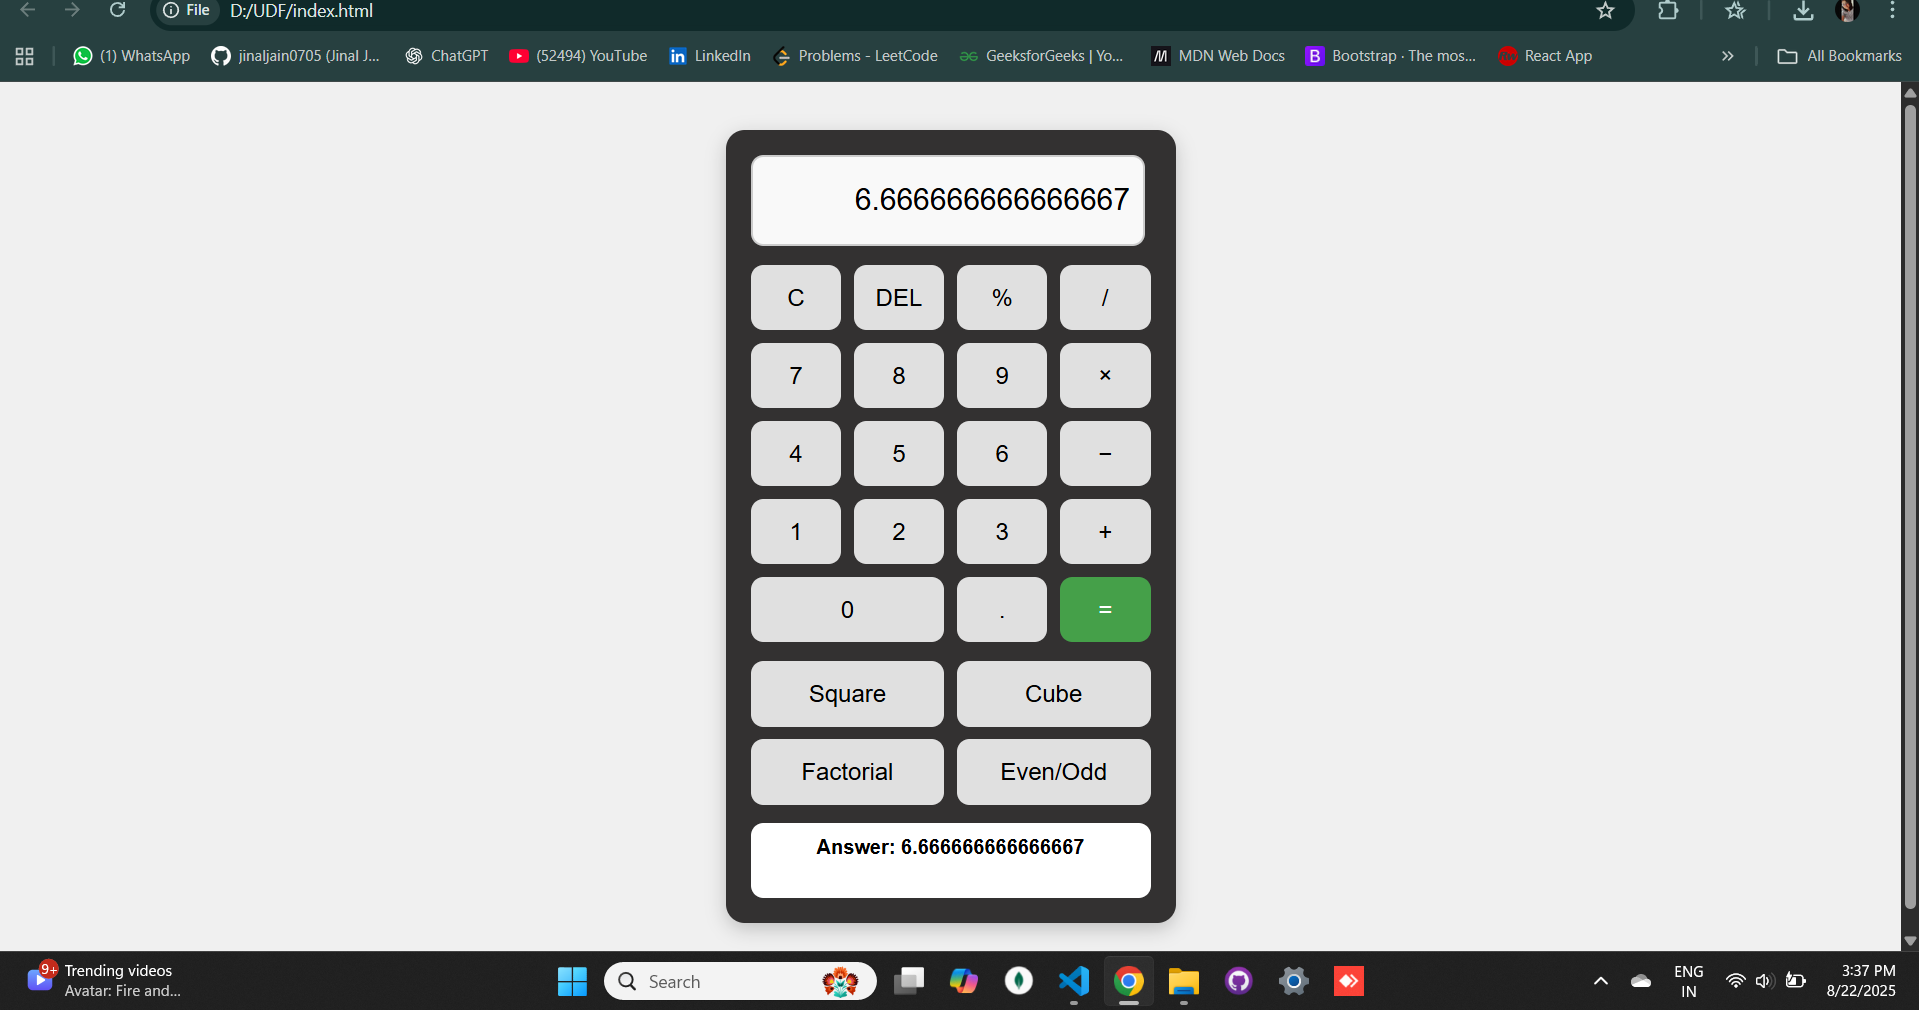 File D:/UDF/index.html
(1) WhatsApp jinaljain0705 (Jinal J... ChatGPT (52494) YouTube LinkedIn Problems - LeetCode GeeksforGeeks | Yo... MDN Web Docs Bootstrap · The mos... React App » All Bookmarks
6.666666666666667
C DEL % /
7 8 9 ×
4 5 6 −
1 2 3 +
0 . =
Square Cube
Factorial Even/Odd
Answer: 6.666666666666667
9+ Trending videos
Avatar: Fire and...
Search
ENG
IN
3:37 PM
8/22/2025